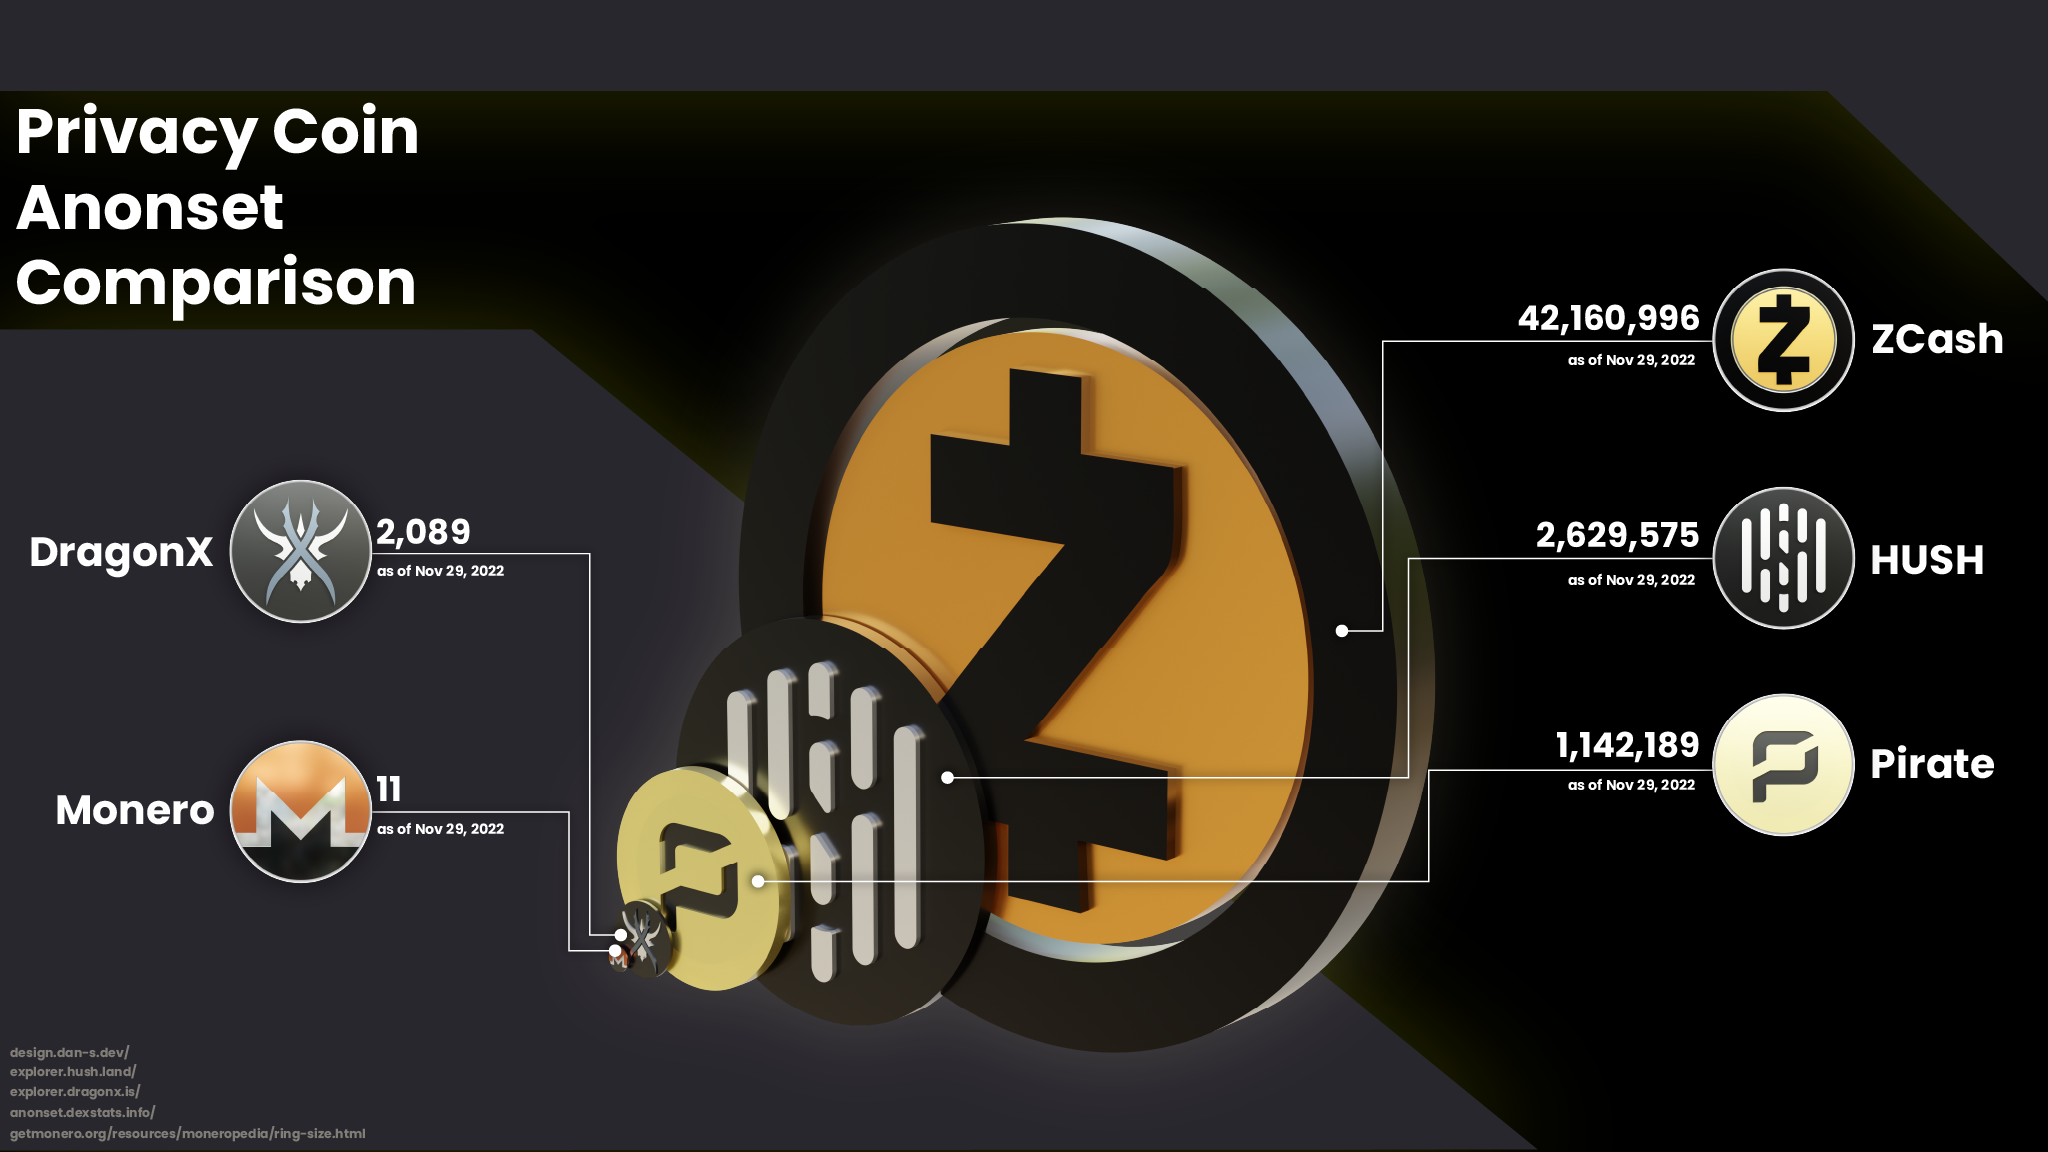 Privacy Coin
Anonset
Comparison
DragonX
2,089
as of Nov 29, 2022
Monero
11
as of Nov 29, 2022
42,160,996
as of Nov 29, 2022
ZCash
2,629,575
as of Nov 29, 2022
HUSH
1,142,189
as of Nov 29, 2022
Pirate
design.dan-s.dev/
explorer.hush.land/
explorer.dragonx.is/
anonset.dexstats.info/
getmonero.org/resources/moneropedia/ring-size.html